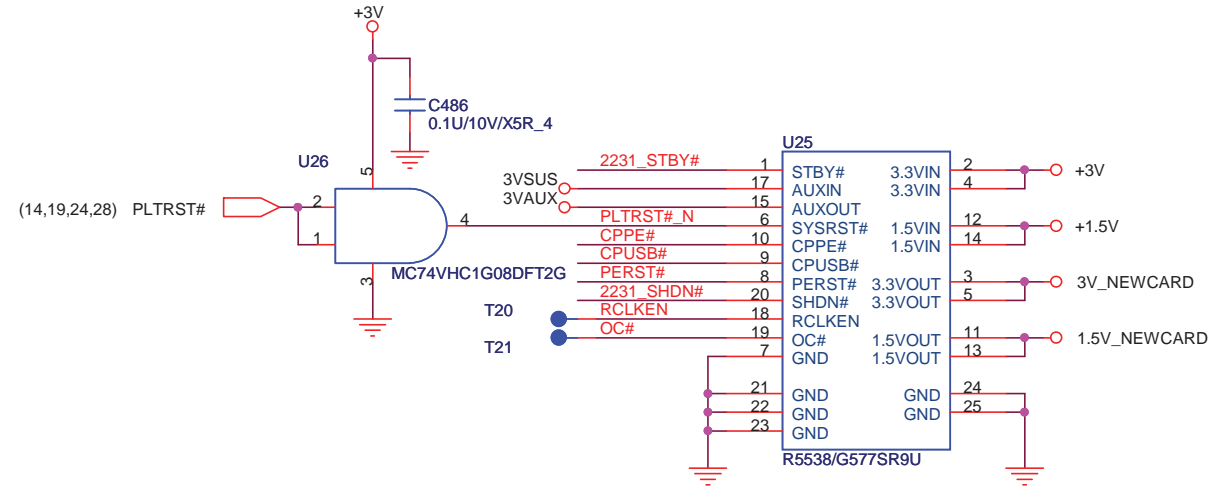 +3V
C486
0.1U/10V/X5R_4
U26
5
(14,19,24,28) PLTRST#
2
1
4
3
MC74VHC1G08DFT2G
U25
2231_STBY# 1 STBY# 3.3VIN 2 +3V
3VSUS 17 AUXIN 3.3VIN 4
3VAUX 15 AUXOUT
PLTRST#_N 6 SYSRST# 1.5VIN 12 +1.5V
CPPE# 10 CPPE# 1.5VIN 14
CPUSB# 9 CPUSB#
PERST# 8 PERST# 3.3VOUT 3 3V_NEWCARD
2231_SHDN# 20 SHDN# 3.3VOUT 5
T20 RCLKEN 18 RCLKEN
T21 OC# 19 OC# 1.5VOUT 11 1.5V_NEWCARD
7 GND 1.5VOUT 13
21 GND GND 24
22 GND GND 25
23 GND
R5538/G577SR9U